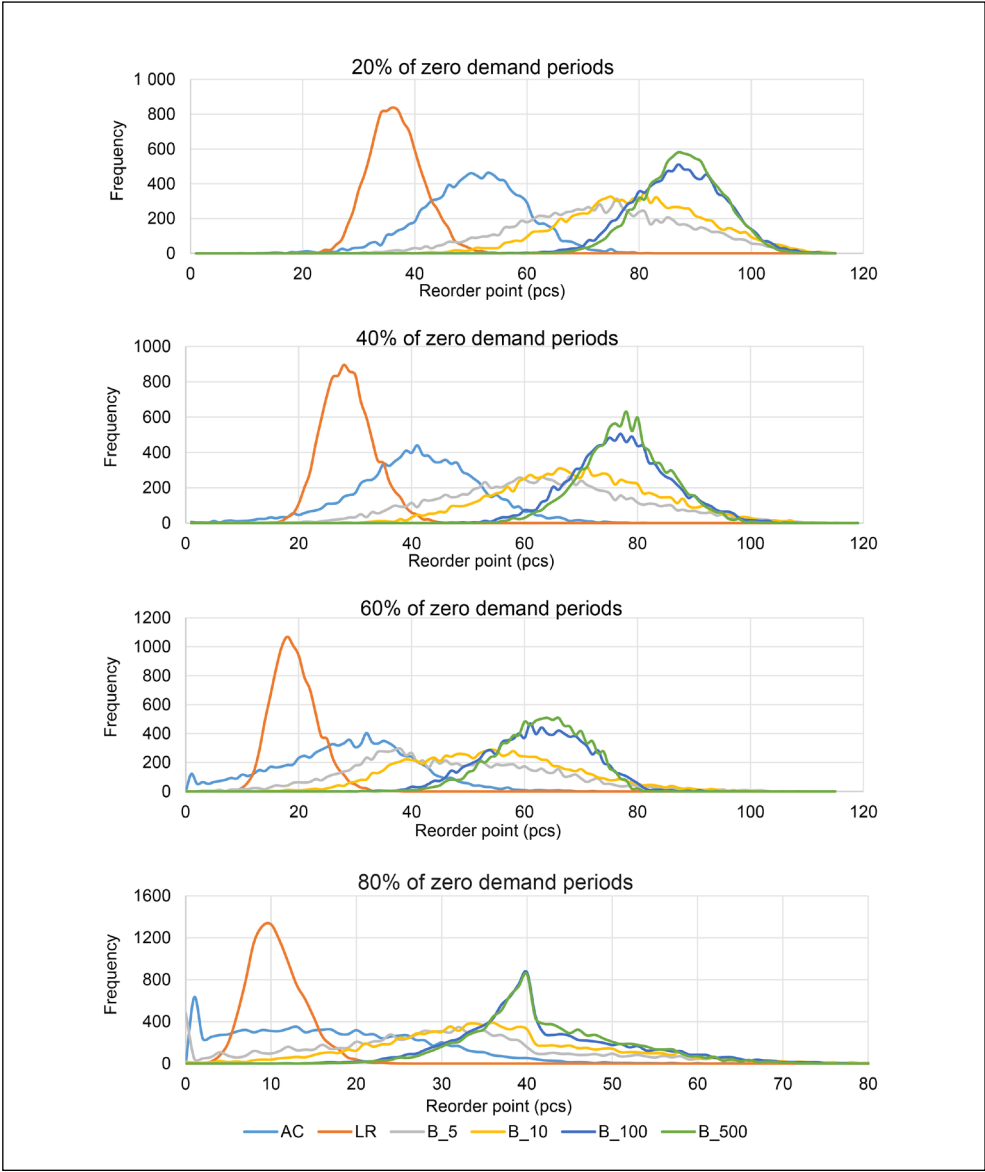 20% of zero demand periods
1 000
800
600
400
200
0
Frequency
0 20 40 60 80 100 120
Reorder point (pcs)
40% of zero demand periods
1000
800
600
400
200
0
Frequency
0 20 40 60 80 100 120
Reorder point (pcs)
60% of zero demand periods
1200
1000
800
600
400
200
0
Frequency
0 20 40 60 80 100 120
Reorder point (pcs)
80% of zero demand periods
1600
1200
800
400
0
Frequency
0 10 20 30 40 50 60 70 80
Reorder point (pcs)
AC LR B_5 B_10 B_100 B_500